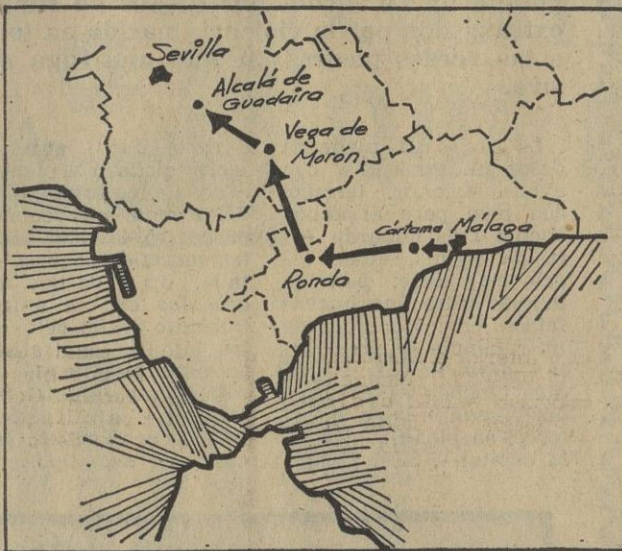 Sevilla
Alcalá de
Guadaira
Vega de
Morón
Cártama Málaga
Ronda